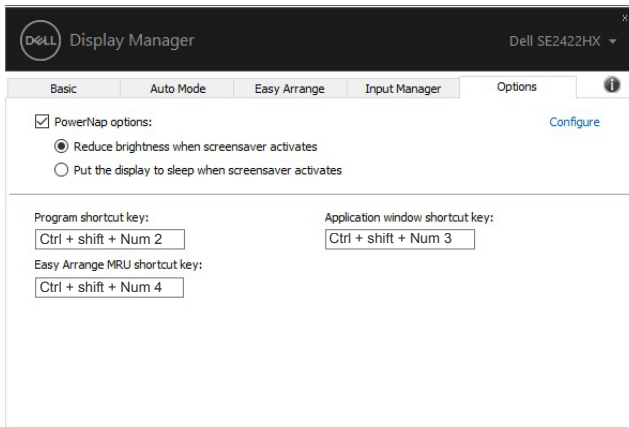 DELL Display Manager
Dell SE2422HX
x
Basic Auto Mode Easy Arrange Input Manager Options i
PowerNap options: Configure
Reduce brightness when screensaver activates
Put the display to sleep when screensaver activates
Program shortcut key: Application window shortcut key:
Ctrl + shift + Num 2 Ctrl + shift + Num 3
Easy Arrange MRU shortcut key:
Ctrl + shift + Num 4